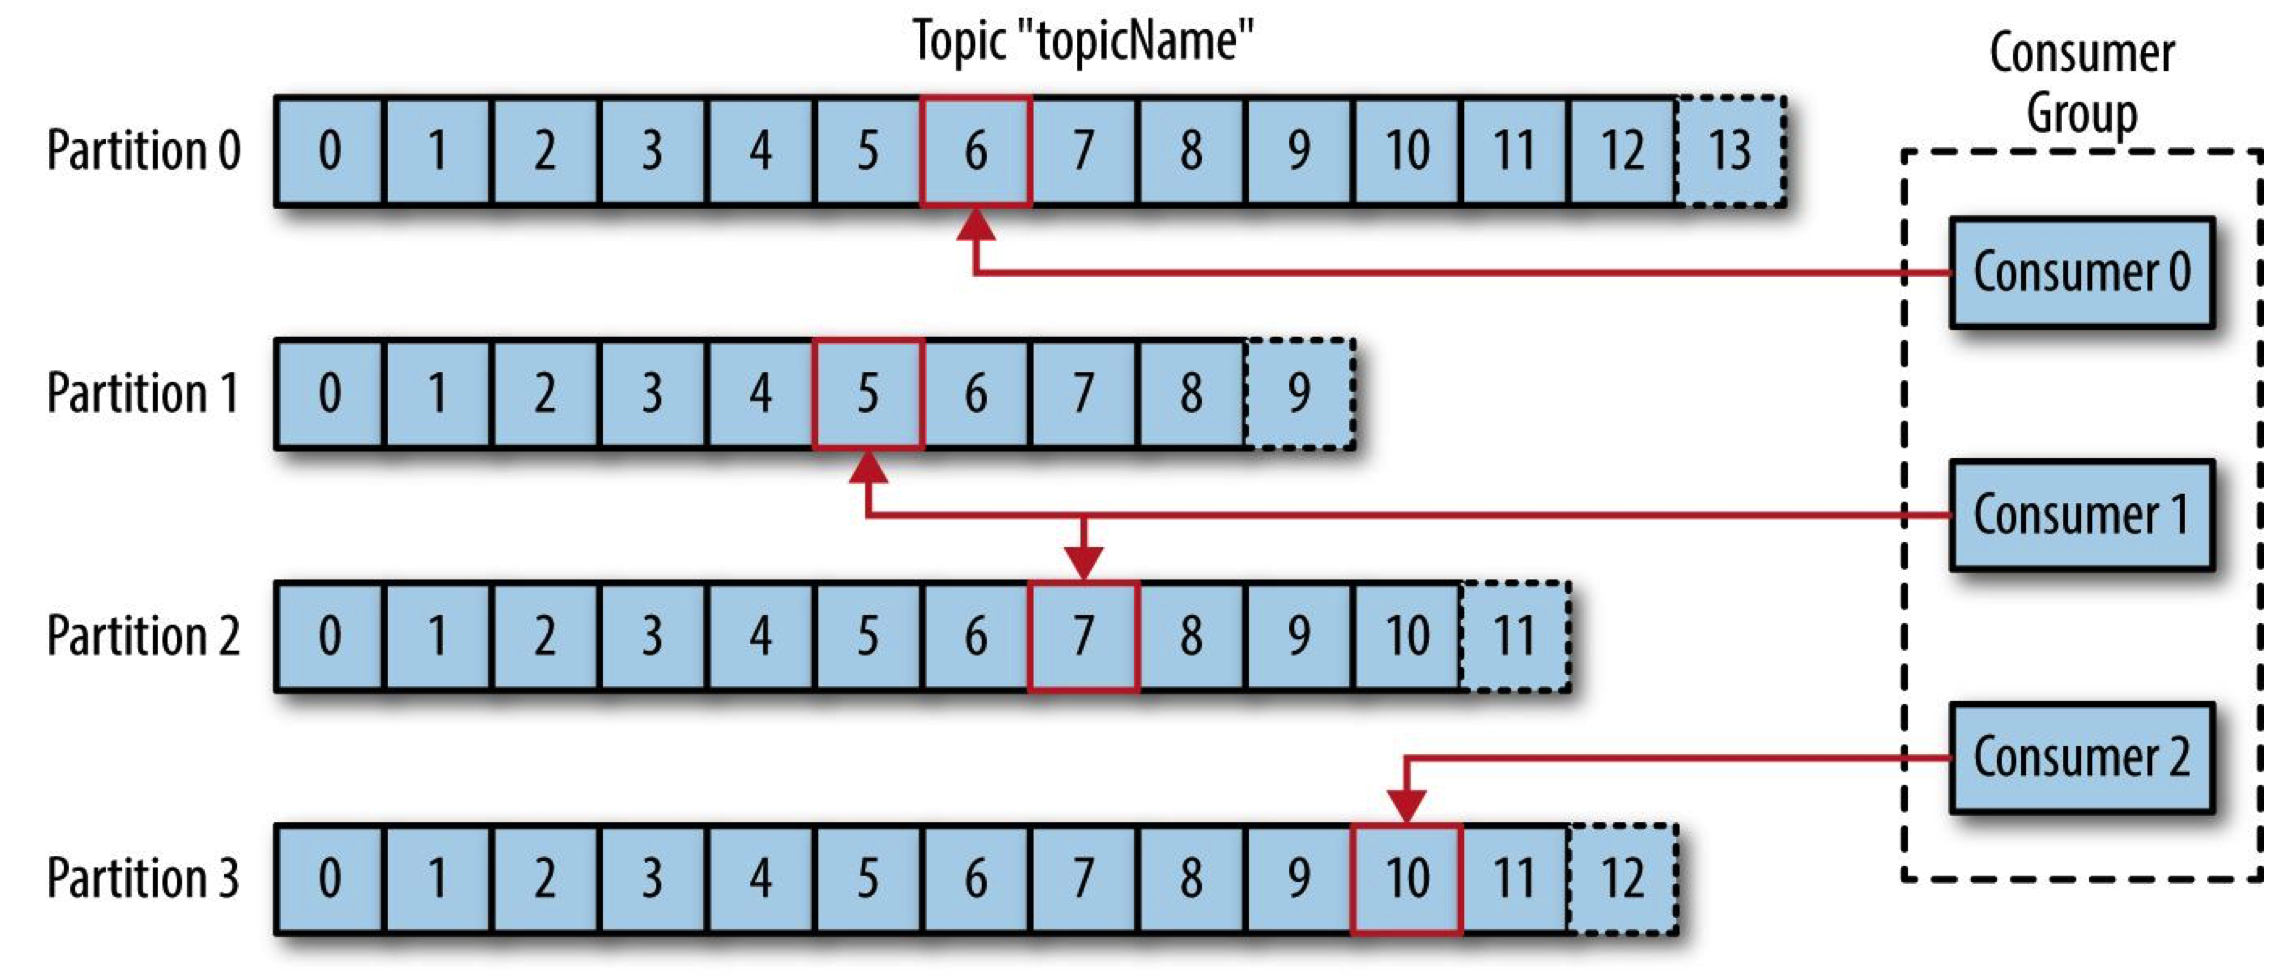 Topic "topicName"
Consumer
Group
Partition 0 0 1 2 3 4 5 6 7 8 9 10 11 12 13
Consumer 0
Partition 1 0 1 2 3 4 5 6 7 8 9
Consumer 1
Partition 2 0 1 2 3 4 5 6 7 8 9 10 11
Consumer 2
Partition 3 0 1 2 3 4 5 6 7 8 9 10 11 12